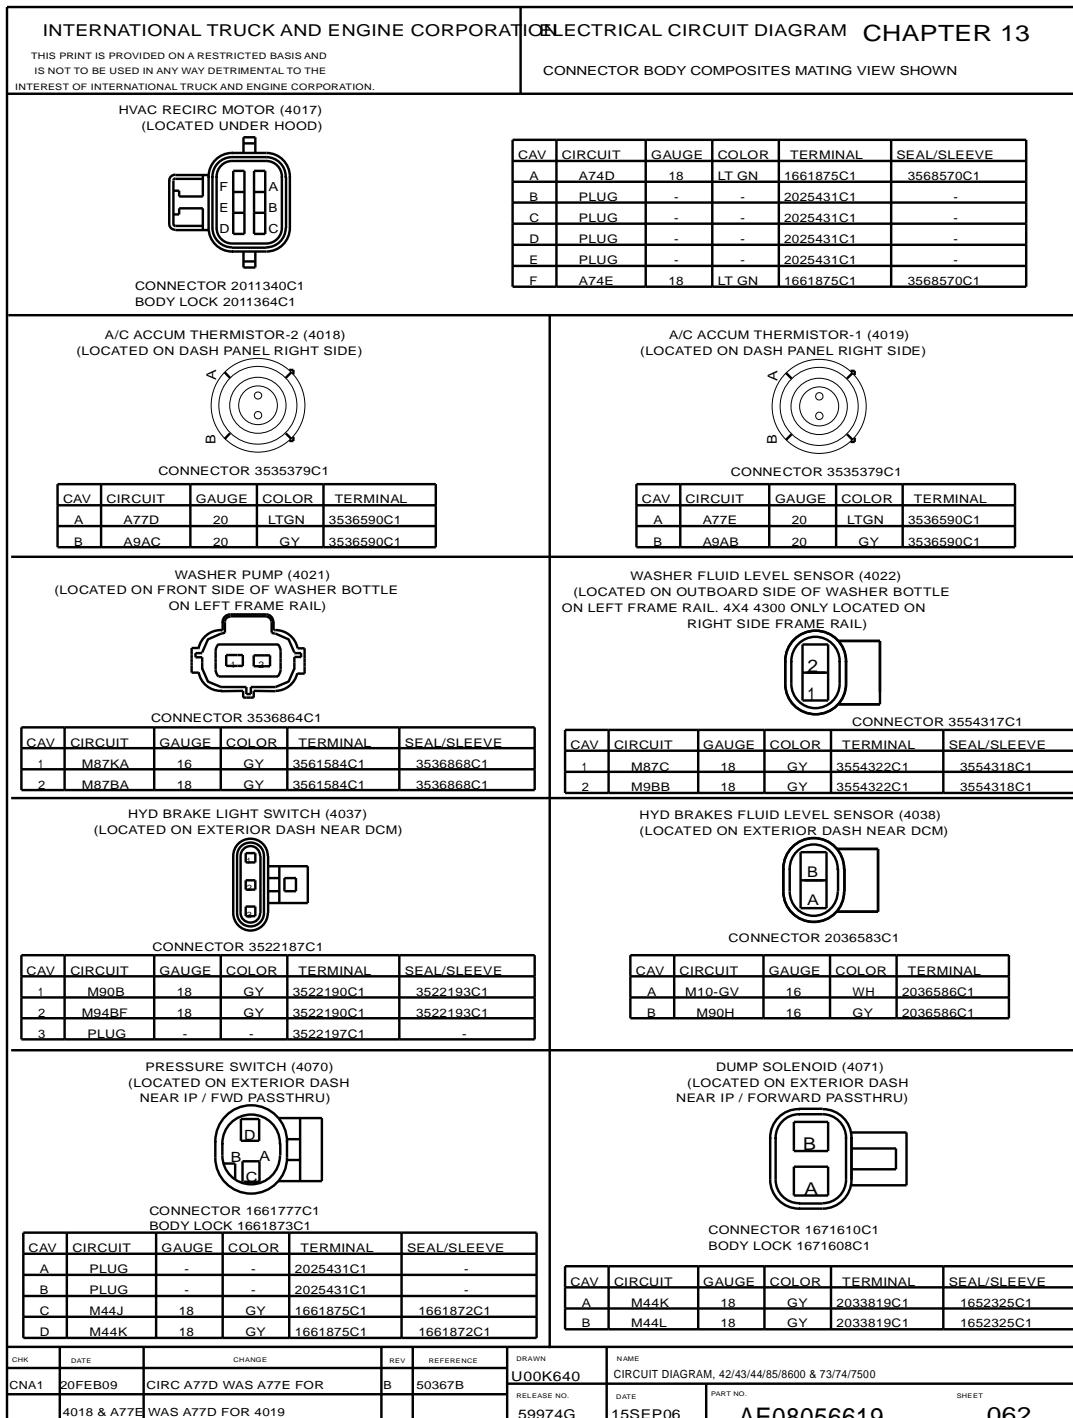 INTERNATIONAL TRUCK AND ENGINE CORPORATION
THIS PRINT IS PROVIDED ON A RESTRICTED BASIS AND
IS NOT TO BE USED IN ANY WAY DETRIMENTAL TO THE
INTEREST OF INTERNATIONAL TRUCK AND ENGINE CORPORATION.
ELECTRICAL CIRCUIT DIAGRAM CHAPTER 13
CONNECTOR BODY COMPOSITES MATING VIEW SHOWN
HVAC RECIRC MOTOR (4017)
(LOCATED UNDER HOOD)
F A
E B
D C
CONNECTOR 2011340C1
BODY LOCK 2011364C1
CAV CIRCUIT GAUGE COLOR TERMINAL SEAL/SLEEVE
A A74D 18 LT GN 1661875C1 3568570C1
B PLUG - - 2025431C1 -
C PLUG - - 2025431C1 -
D PLUG - - 2025431C1 -
E PLUG - - 2025431C1 -
F A74E 18 LT GN 1661875C1 3568570C1
A/C ACCUM THERMISTOR-2 (4018)
(LOCATED ON DASH PANEL RIGHT SIDE)
A
B
CONNECTOR 3535379C1
CAV CIRCUIT GAUGE COLOR TERMINAL
A A77D 20 LTGN 3536590C1
B A9AC 20 GY 3536590C1
A/C ACCUM THERMISTOR-1 (4019)
(LOCATED ON DASH PANEL RIGHT SIDE)
A
B
CONNECTOR 3535379C1
CAV CIRCUIT GAUGE COLOR TERMINAL
A A77E 20 LTGN 3536590C1
B A9AB 20 GY 3536590C1
WASHER PUMP (4021)
(LOCATED ON FRONT SIDE OF WASHER BOTTLE
ON LEFT FRAME RAIL)
1 2
CONNECTOR 3536864C1
CAV CIRCUIT GAUGE COLOR TERMINAL SEAL/SLEEVE
1 M87KA 16 GY 3561584C1 3536868C1
2 M87BA 18 GY 3561584C1 3536868C1
WASHER FLUID LEVEL SENSOR (4022)
(LOCATED ON OUTBOARD SIDE OF WASHER BOTTLE
ON LEFT FRAME RAIL. 4X4 4300 ONLY LOCATED ON
RIGHT SIDE FRAME RAIL)
2
1
CONNECTOR 3554317C1
CAV CIRCUIT GAUGE COLOR TERMINAL SEAL/SLEEVE
1 M87C 18 GY 3554322C1 3554318C1
2 M9BB 18 GY 3554322C1 3554318C1
HYD BRAKE LIGHT SWITCH (4037)
(LOCATED ON EXTERIOR DASH NEAR DCM)
CONNECTOR 3522187C1
CAV CIRCUIT GAUGE COLOR TERMINAL SEAL/SLEEVE
1 M90B 18 GY 3522190C1 3522193C1
2 M94BF 18 GY 3522190C1 3522193C1
3 PLUG - - 3522197C1 -
HYD BRAKES FLUID LEVEL SENSOR (4038)
(LOCATED ON EXTERIOR DASH NEAR DCM)
B
A
CONNECTOR 2036583C1
CAV CIRCUIT GAUGE COLOR TERMINAL
A M10-GV 16 WH 2036586C1
B M90H 16 GY 2036586C1
PRESSURE SWITCH (4070)
(LOCATED ON EXTERIOR DASH
NEAR IP / FWD PASSTHRU)
D
B A
C
CONNECTOR 1661777C1
BODY LOCK 1661873C1
CAV CIRCUIT GAUGE COLOR TERMINAL SEAL/SLEEVE
A PLUG - - 2025431C1 -
B PLUG - - 2025431C1 -
C M44J 18 GY 1661875C1 1661872C1
D M44K 18 GY 1661875C1 1661872C1
DUMP SOLENOID (4071)
(LOCATED ON EXTERIOR DASH
NEAR IP / FORWARD PASSTHRU)
B
A
CONNECTOR 1671610C1
BODY LOCK 1671608C1
CAV CIRCUIT GAUGE COLOR TERMINAL SEAL/SLEEVE
A M44K 18 GY 2033819C1 1652325C1
B M44L 18 GY 2033819C1 1652325C1
CHK DATE CHANGE REV REFERENCE
CNA1 20FEB09 CIRC A77D WAS A77E FOR B 50367B
4018 & A77E WAS A77D FOR 4019
DRAWN
U00K640
NAME
CIRCUIT DIAGRAM, 42/43/44/85/8600 & 73/74/7500
RELEASE NO.
59974G
DATE
15SEP06
PART NO.
AE08056619
SHEET
062